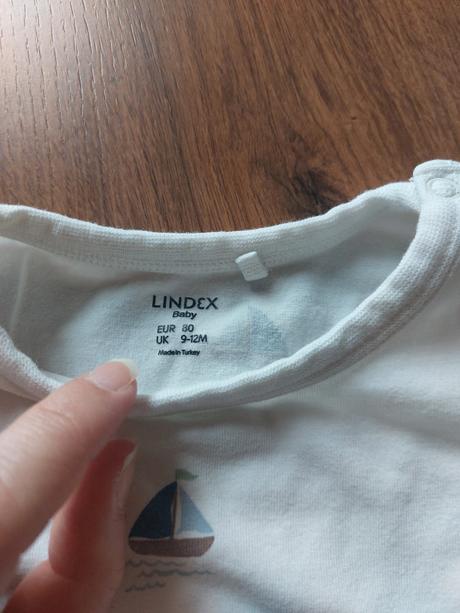 LINDEX
Baby
EUR 80
UK 9-12M
Made in Turkey